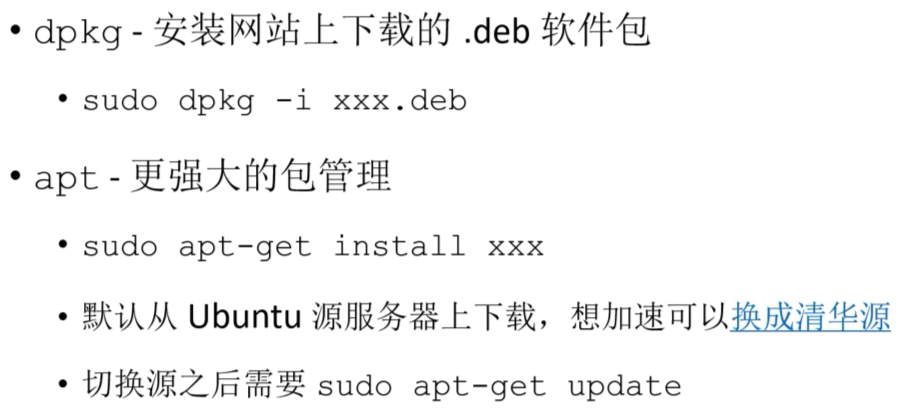 • dpkg - 安装网站上下载的 .deb 软件包
• sudo dpkg -i xxx.deb
• apt - 更强大的包管理
• sudo apt-get install xxx
• 默认从 Ubuntu 源服务器上下载，想加速可以换成清华源
• 切换源之后需要 sudo apt-get update